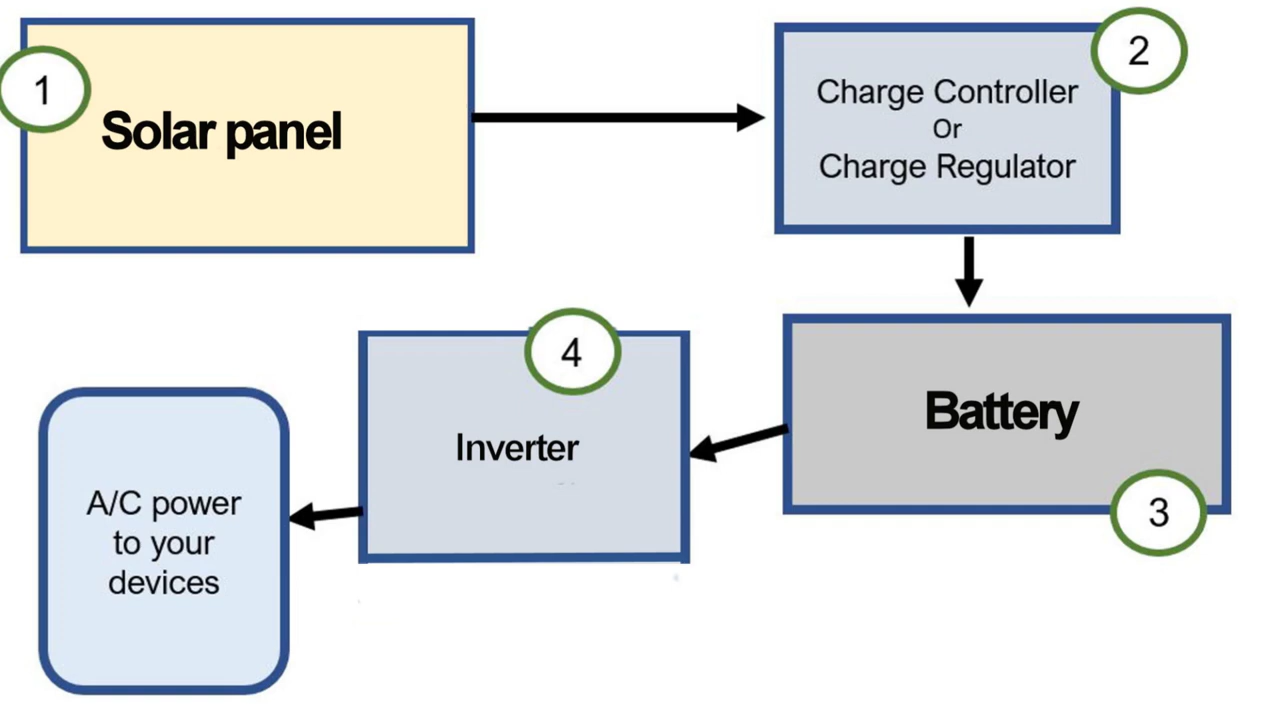 1
Solar panel
2
Charge Controller
Or
Charge Regulator
3
Battery
4
Inverter
A/C power
to your
devices